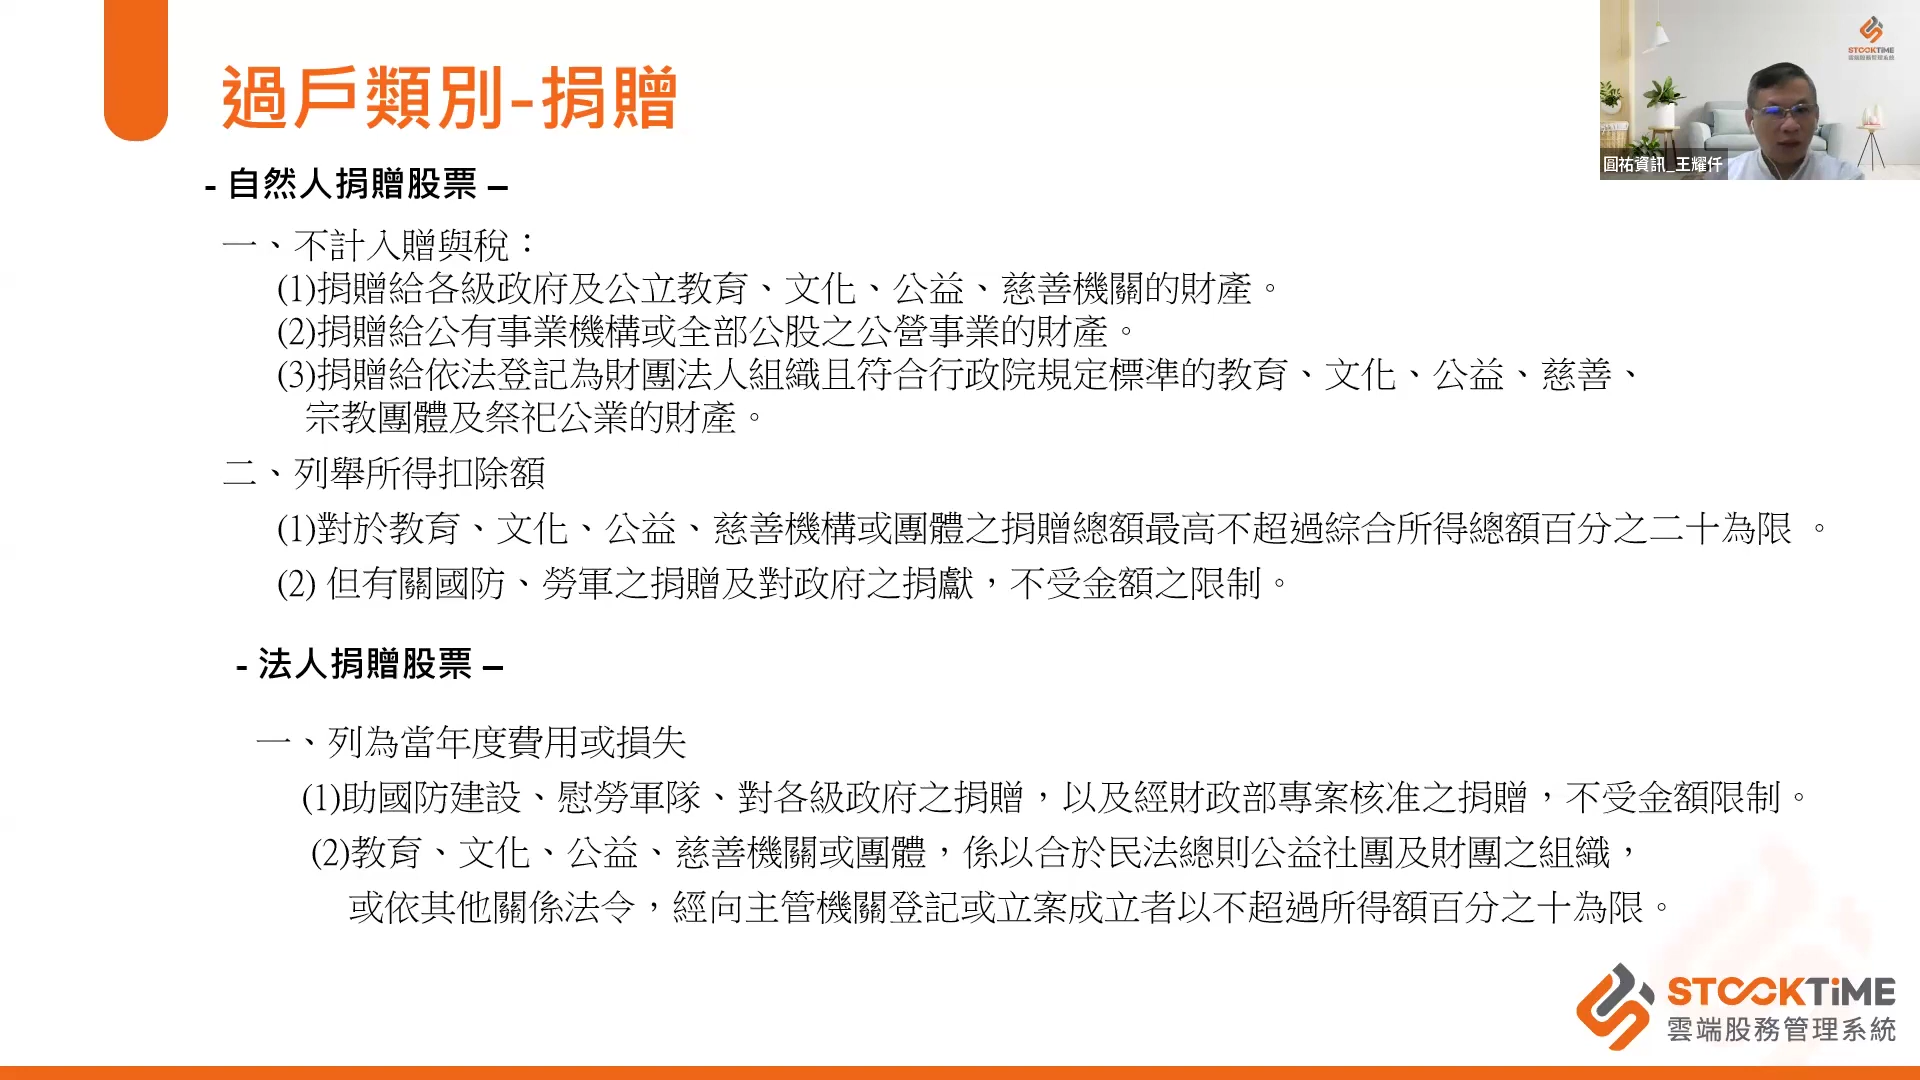 過戶類別-捐贈
STOCKTiME
雲端股務管理系統
圓祐資訊_王耀仟
- 自然人捐贈股票 –
一、不計入贈與稅：
(1)捐贈給各級政府及公立教育、文化、公益、慈善機關的財產。
(2)捐贈給公有事業機構或全部公股之公營事業的財產。
(3)捐贈給依法登記為財團法人組織且符合行政院規定標準的教育、文化、公益、慈善、
宗教團體及祭祀公業的財產。
二、列舉所得扣除額
(1)對於教育、文化、公益、慈善機構或團體之捐贈總額最高不超過綜合所得總額百分之二十為限 。
(2) 但有關國防、勞軍之捐贈及對政府之捐獻，不受金額之限制。
- 法人捐贈股票 –
一、列為當年度費用或損失
(1)助國防建設、慰勞軍隊、對各級政府之捐贈，以及經財政部專案核准之捐贈，不受金額限制。
(2)教育、文化、公益、慈善機關或團體，係以合於民法總則公益社團及財團之組織，
或依其他關係法令，經向主管機關登記或立案成立者以不超過所得額百分之十為限。
STOCKTiME
雲端股務管理系統